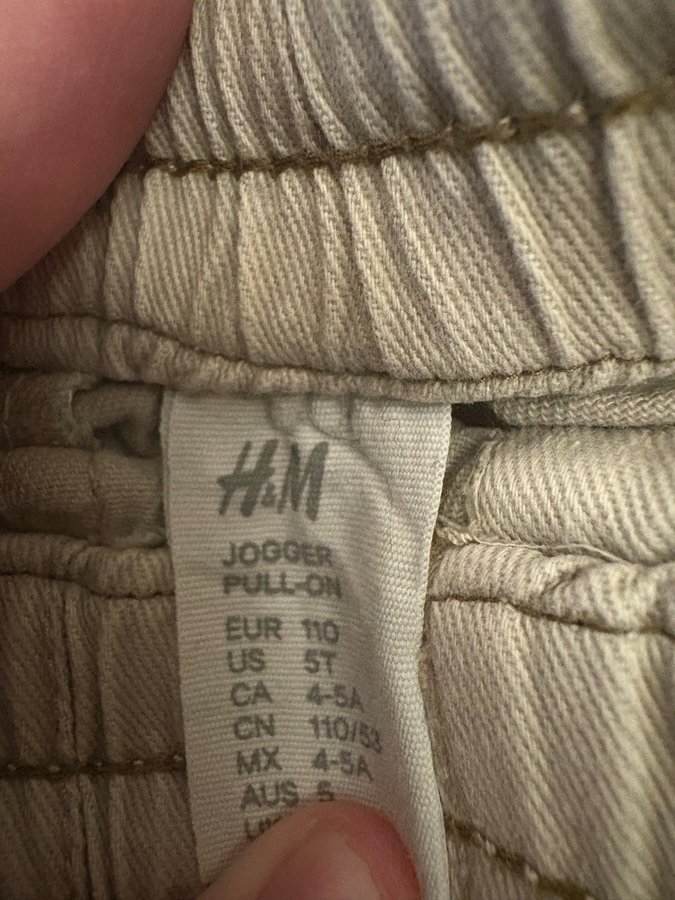 H&M
JOGGER
PULL-ON
EUR 110
US 5T
CA 4-5A
CN 110/53
MX 4-5A
AUS 5